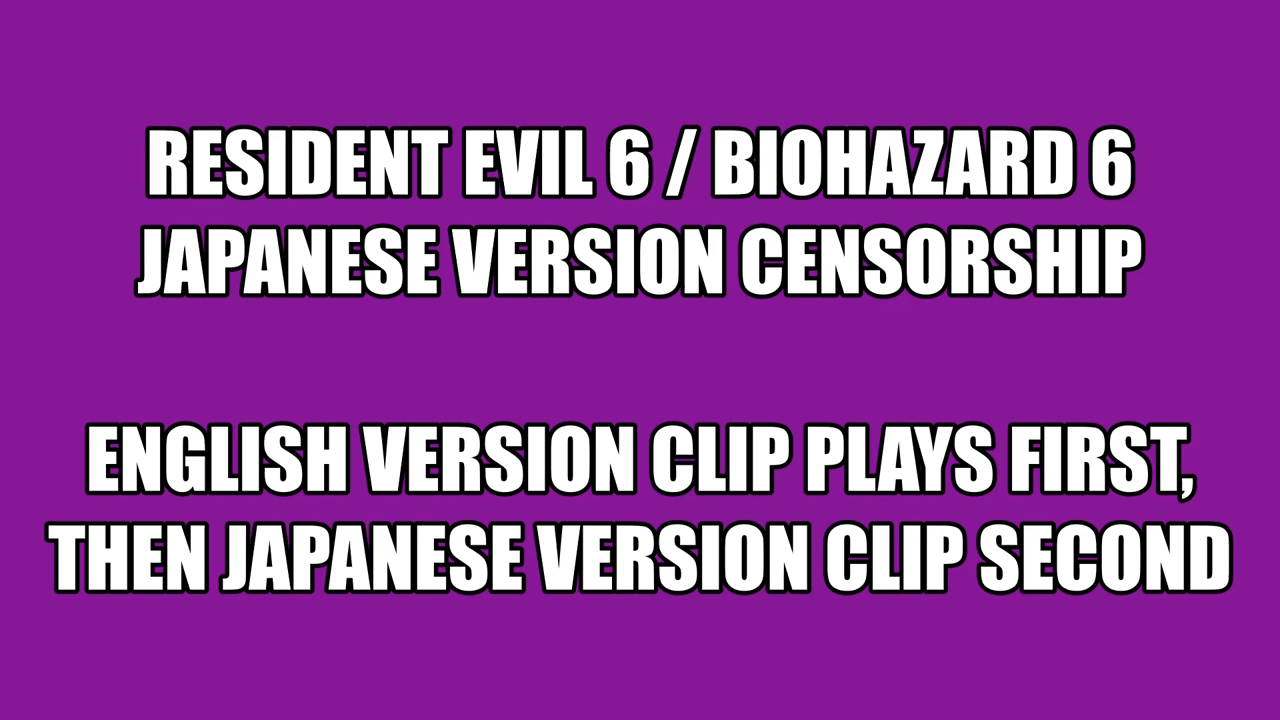 RESIDENT EVIL 6 / BIOHAZARD 6
JAPANESE VERSION CENSORSHIP
ENGLISH VERSION CLIP PLAYS FIRST,
THEN JAPANESE VERSION CLIP SECOND